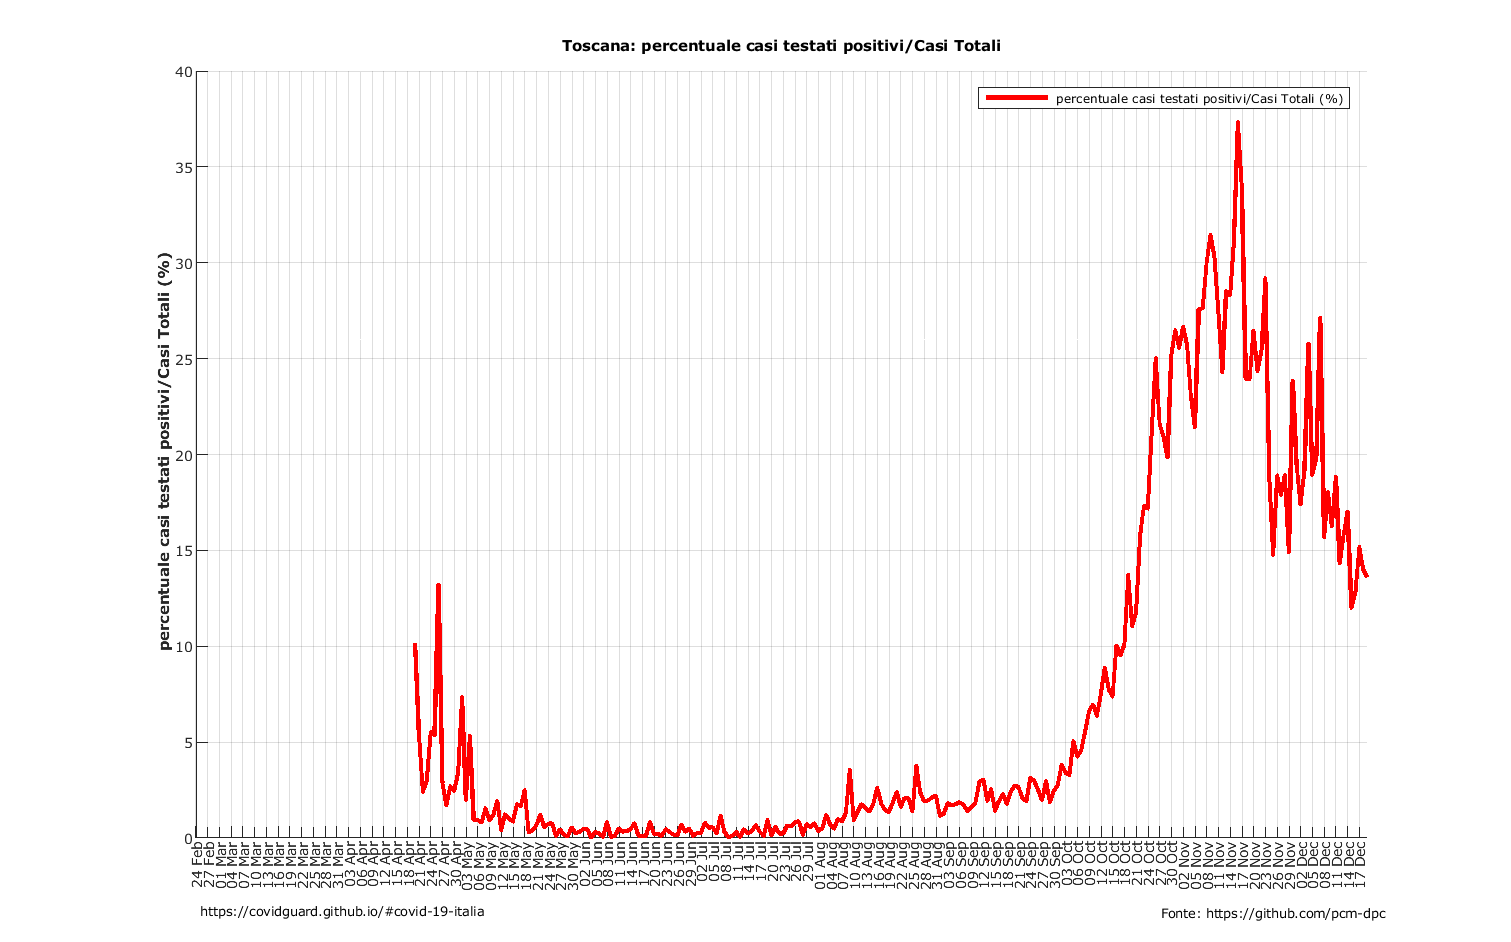 Toscana: percentuale casi testati positivi/Casi Totali
percentuale casi testati positivi/Casi Totali (%)
percentuale casi testati positivi/Casi Totali (%)
40
35
30
25
20
15
10
5
0
24 Feb
27 Feb
01 Mar
04 Mar
07 Mar
10 Mar
13 Mar
16 Mar
19 Mar
22 Mar
25 Mar
28 Mar
31 Mar
03 Apr
06 Apr
09 Apr
12 Apr
15 Apr
18 Apr
21 Apr
24 Apr
27 Apr
30 Apr
03 May
06 May
09 May
12 May
15 May
18 May
21 May
24 May
27 May
30 May
02 Jun
05 Jun
08 Jun
11 Jun
14 Jun
17 Jun
20 Jun
23 Jun
26 Jun
29 Jun
02 Jul
05 Jul
08 Jul
11 Jul
14 Jul
17 Jul
20 Jul
23 Jul
26 Jul
29 Jul
01 Aug
04 Aug
07 Aug
10 Aug
13 Aug
16 Aug
19 Aug
22 Aug
25 Aug
28 Aug
31 Aug
03 Sep
06 Sep
09 Sep
12 Sep
15 Sep
18 Sep
21 Sep
24 Sep
27 Sep
30 Sep
03 Oct
06 Oct
09 Oct
12 Oct
15 Oct
18 Oct
21 Oct
24 Oct
27 Oct
30 Oct
02 Nov
05 Nov
08 Nov
11 Nov
14 Nov
17 Nov
20 Nov
23 Nov
26 Nov
29 Nov
02 Dec
05 Dec
08 Dec
11 Dec
14 Dec
17 Dec
https://covidguard.github.io/#covid-19-italia
Fonte: https://github.com/pcm-dpc